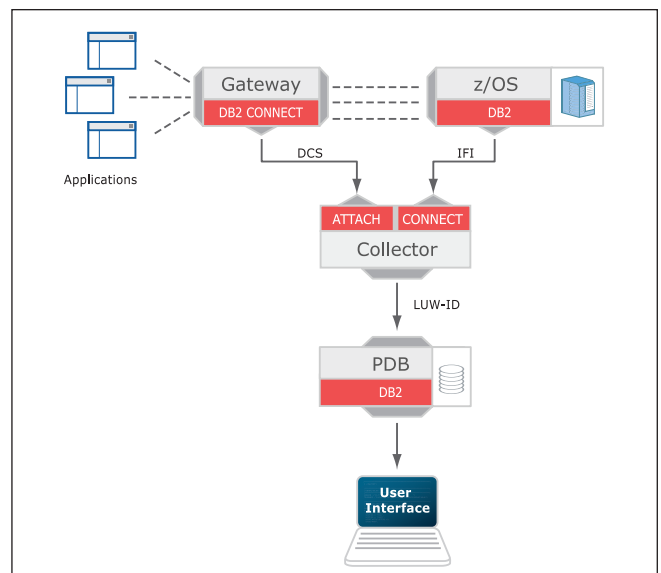 Gateway
DB2 CONNECT
z/OS
DB2
Applications
DCS
IFI
ATTACH
CONNECT
Collector
LUW-ID
PDB
DB2
User
Interface